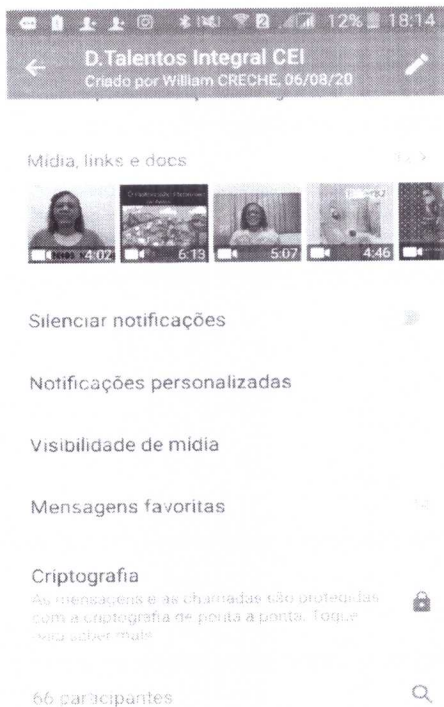 12% 18:14
D.Talentos Integral CEI
Criado por William CRECHE, 06/08/20
Mídia, links e docs
4:02 6:13 5:07 4:46
Silenciar notificações
Notificações personalizadas
Visibilidade de mídia
Mensagens favoritas
Criptografia
As mensagens e as chamadas são protegidas
com a criptografia de ponta a ponta. Toque
para saber mais.
66 participantes